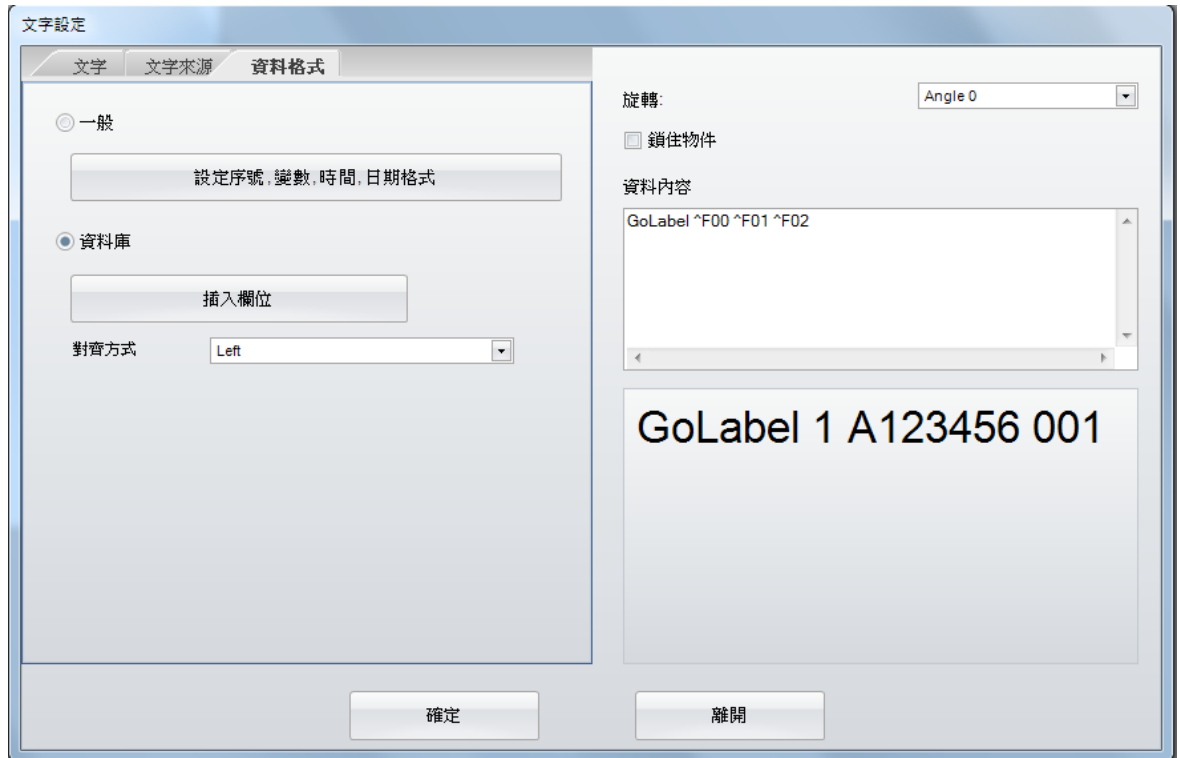 文字設定
文字 文字來源 資料格式
一般
設定序號,變數,時間,日期格式
資料庫
插入欄位
對齊方式 Left
旋轉: Angle 0
鎖住物件
資料內容
GoLabel ^F00 ^F01 ^F02
GoLabel 1 A123456 001
確定 離開